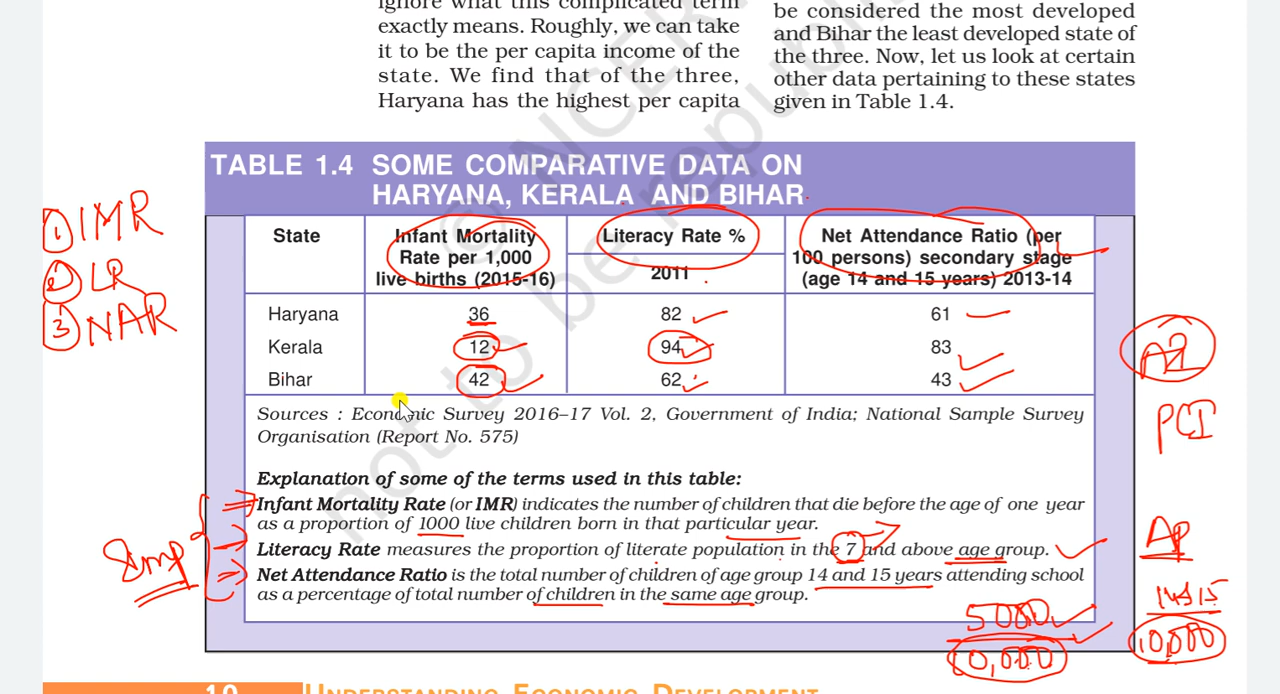 ignore what this complicated term
exactly means. Roughly, we can take
it to be the per capita income of the
state. We find that of the three,
Haryana has the highest per capita
be considered the most developed
and Bihar the least developed state of
the three. Now, let us look at certain
other data pertaining to these states
given in Table 1.4.
TABLE 1.4 SOME COMPARATIVE DATA ON
HARYANA, KERALA AND BIHAR
State
Infant Mortality
Rate per 1,000
live births (2015-16)
Literacy Rate %
2011
Net Attendance Ratio (per
100 persons) secondary stage
(age 14 and 15 years) 2013-14
Haryana 36 82 61
Kerala 12 94 83
Bihar 42 62 43
Sources : Economic Survey 2016–17 Vol. 2, Government of India; National Sample Survey
Organisation (Report No. 575)
Explanation of some of the terms used in this table:
Infant Mortality Rate (or IMR) indicates the number of children that die before the age of one year
as a proportion of 1000 live children born in that particular year.
Literacy Rate measures the proportion of literate population in the 7 and above age group.
Net Attendance Ratio is the total number of children of age group 14 and 15 years attending school
as a percentage of total number of children in the same age group.
10 UNDERSTANDING ECONOMIC DEVELOPMENT
1 IMR
2 LR
3 NAR
PCI
AP
14&15
10,000
5000
10,000
© NCERT
not to be republi